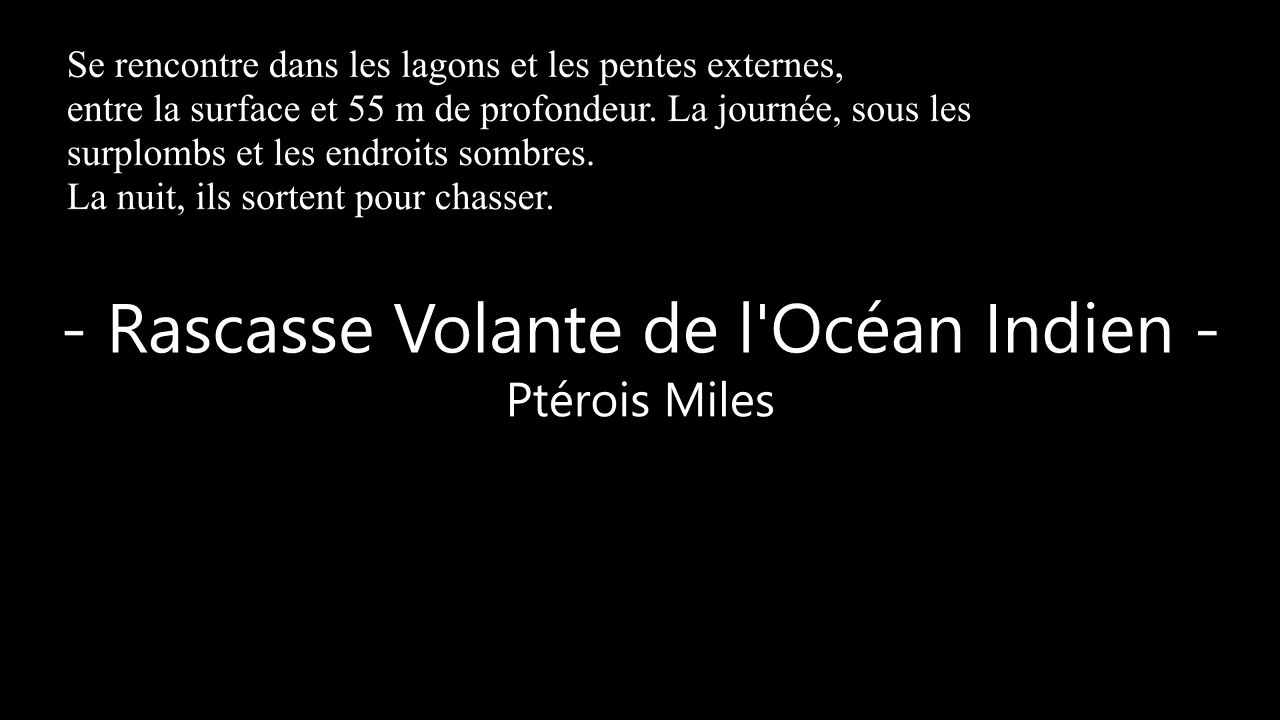 Se rencontre dans les lagons et les pentes externes,
entre la surface et 55 m de profondeur. La journée, sous les
surplombs et les endroits sombres.
La nuit, ils sortent pour chasser.
- Rascasse Volante de l'Océan Indien -
Ptérois Miles